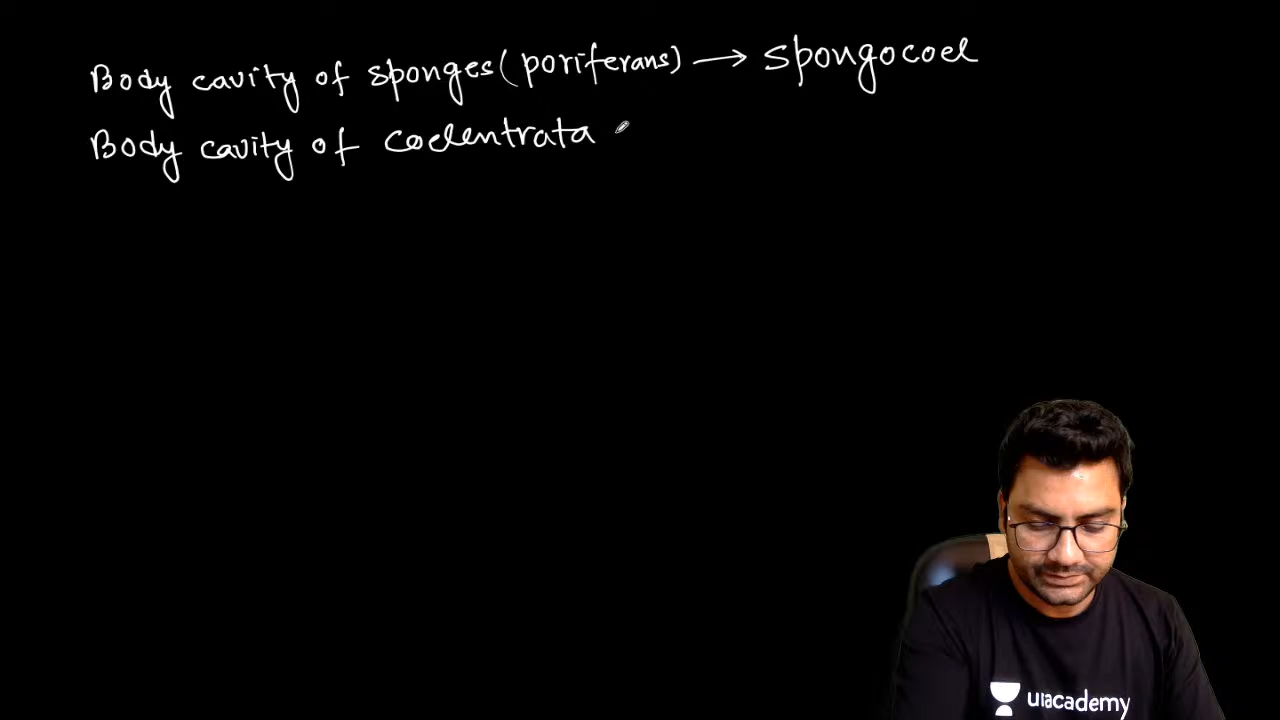 Body cavity of sponges (poriferans) → spongocoel
Body cavity of coelentrata
unacademy